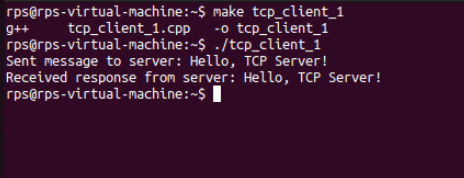 rps@rps-virtual-machine:~$ make tcp_client_1
g++     tcp_client_1.cpp   -o tcp_client_1
rps@rps-virtual-machine:~$ ./tcp_client_1
Sent message to server: Hello, TCP Server!
Received response from server: Hello, TCP Server!
rps@rps-virtual-machine:~$